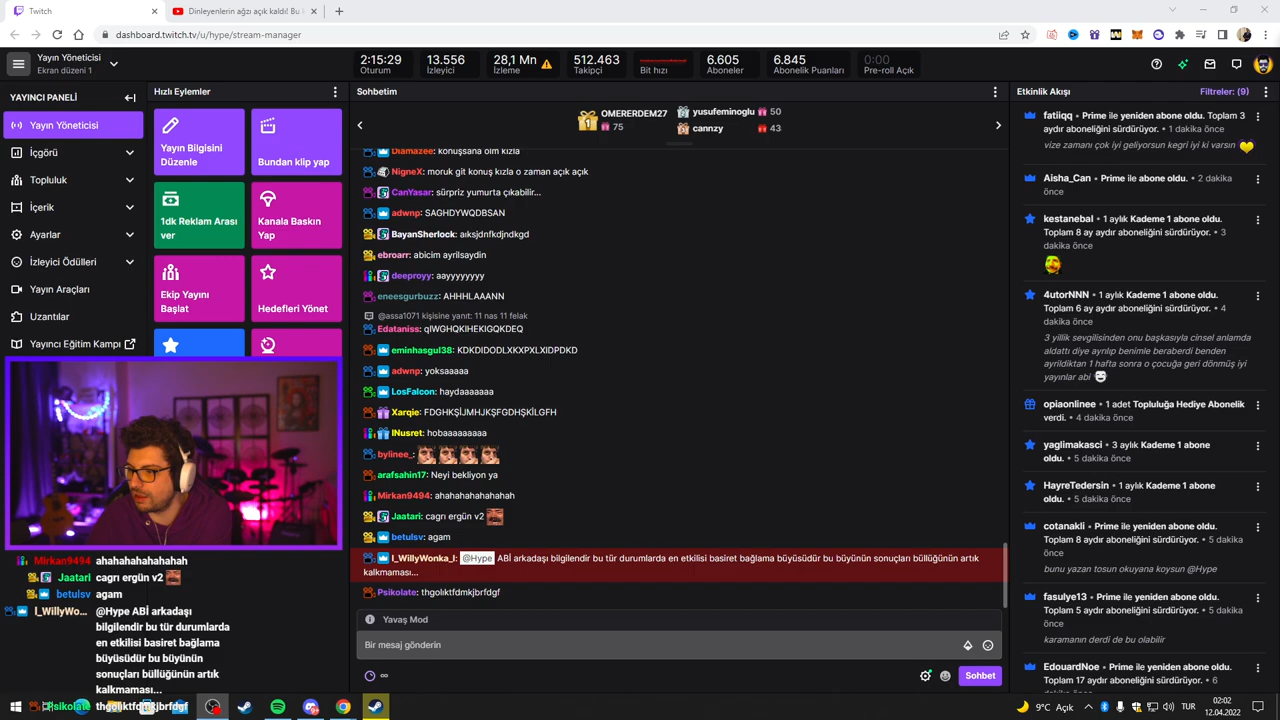 Twitch
Dinleyenlerin ağzı açık kaldı! Bu
dashboard.twitch.tv/u/hype/stream-manager
Yayın Yöneticisi
Ekran düzeni 1
2:15:29
Oturum
13.556
İzleyici
28,1 Mn
İzleme
512.463
Takipçi
Bit hızı
6.605
Aboneler
6.845
Abonelik Puanları
0:00
Pre-roll Açık
YAYINCI PANELİ
Yayın Yöneticisi
İçgörü
Topluluk
İçerik
Ayarlar
İzleyici Ödülleri
Yayın Araçları
Uzantılar
Yayıncı Eğitim Kampı
Hızlı Eylemler
Yayın Bilgisini
Düzenle
Bundan klip yap
1dk Reklam Arası
ver
Kanala Baskın
Yap
Ekip Yayını
Başlat
Hedefleri Yönet
Sohbetim
1
OMERERDEM27
75
yusufeminoglu 50
cannzy 43
Diamazee: konuşsana olm kızla
NigneX: moruk git konuş kızla o zaman açık açık
CanYasar: sürpriz yumurta çıkabilir...
adwnp: SAGHDYWQDBSAN
BayanSherlock: aıksjdnfkdjndkgd
ebroarr: abicim ayrilsaydin
deeproyy: aayyyyyyyy
eneesgurbuzz: AHHHLAAANN
@assa1071 kişisine yanıt: 11 nas 11 felak
Edataniss: qlWGHQKIHEKIGQKDEQ
eminhasgul38: KDKDIDODLXKXPXLXIDPDKD
adwnp: yoksaaaaa
LosFalcon: haydaaaaaaa
Xarqie: FDGHKŞİJMHJKŞFGDHŞKİLGFH
INusret: hobaaaaaaaaa
bylinee_:
arafsahin17: Neyi bekliyon ya
Mirkan9494: ahahahahahahahah
Jaatari: cagrı ergün v2
betulsv: agam
I_WillyWonka_I: @Hype ABİ arkadaşı bilgilendir bu tür durumlarda en etkilisi basiret bağlama büyüsüdür bu büyünün sonuçları büllüğünün artık
kalkmaması...
Psikolate: thgolıktfdmkjbrfdgf
Yavaş Mod
Bir mesaj gönderin
Sohbet
Etkinlik Akışı
Filtreler: (9)
fatiiqq • Prime ile yeniden abone oldu. Toplam 3
aydır aboneliğini sürdürüyor. • 1 dakika önce
vize zamanı çok iyi geliyorsun kegri iyi ki varsın
Aisha_Can • Prime ile abone oldu. • 2 dakika
önce
kestanebal • 1 aylık Kademe 1 abone oldu.
Toplam 8 ay aydır aboneliğini sürdürüyor. • 3
dakika önce
4utorNNN • 1 aylık Kademe 1 abone oldu.
Toplam 6 ay aydır aboneliğini sürdürüyor. • 4
dakika önce
3 yıllık sevgilisinden onu başkasıyla cinsel anlamda
aldattı diye ayrılıp benimle beraberdi benden
ayrıldıktan 1 hafta sonra o çocuğa geri dönmüş iyi
yayınlar abi
opiaonlinee • 1 adet Topluluğa Hediye Abonelik
verdi. • 4 dakika önce
yaglimakasci • 3 aylık Kademe 1 abone
oldu. • 5 dakika önce
HayreTedersin • 1 aylık Kademe 1 abone
oldu. • 5 dakika önce
cotanakli • Prime ile yeniden abone oldu.
Toplam 8 aydır aboneliğini sürdürüyor. • 5
dakika önce
bunu yazan tosun okuyana koysun @Hype
fasulye13 • Prime ile yeniden abone oldu.
Toplam 5 aydır aboneliğini sürdürüyor. • 5 dakika
önce
karamanın derdi de bu olabilir
EdouardNoe • Prime ile yeniden abone oldu.
Toplam 17 aydır aboneliğini sürdürüyor. • 6
Mirkan9494 ahahahahahahahah
Jaatari cagrı ergün v2
betulsv agam
I_WillyWo... @Hype ABİ arkadaşı
bilgilendir bu tür durumlarda
en etkilisi basiret bağlama
büyüsüdür bu büyünün
sonuçları büllüğünün artık
kalkmaması...
Psikolate thgolıktfdmkjbrfdgf
9°C Açık
TUR
02:02
12.04.2022